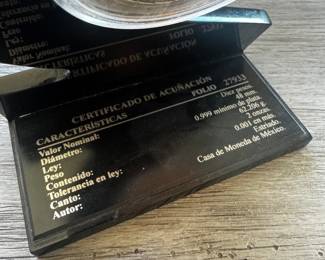 CERTIFICADO DE ACUÑACIÓN
CARACTERÍSTICAS FOLIO 27933
Valor Nominal: Diez pesos.
Diámetro: 48 mm.
Ley: 0.999 mínimo de plata.
Peso 62.206 g.
Contenido: 2 onzas.
Tolerancia en ley: 0.001 en más.
Canto: Estriado.
Autor: Casa de Moneda de México.